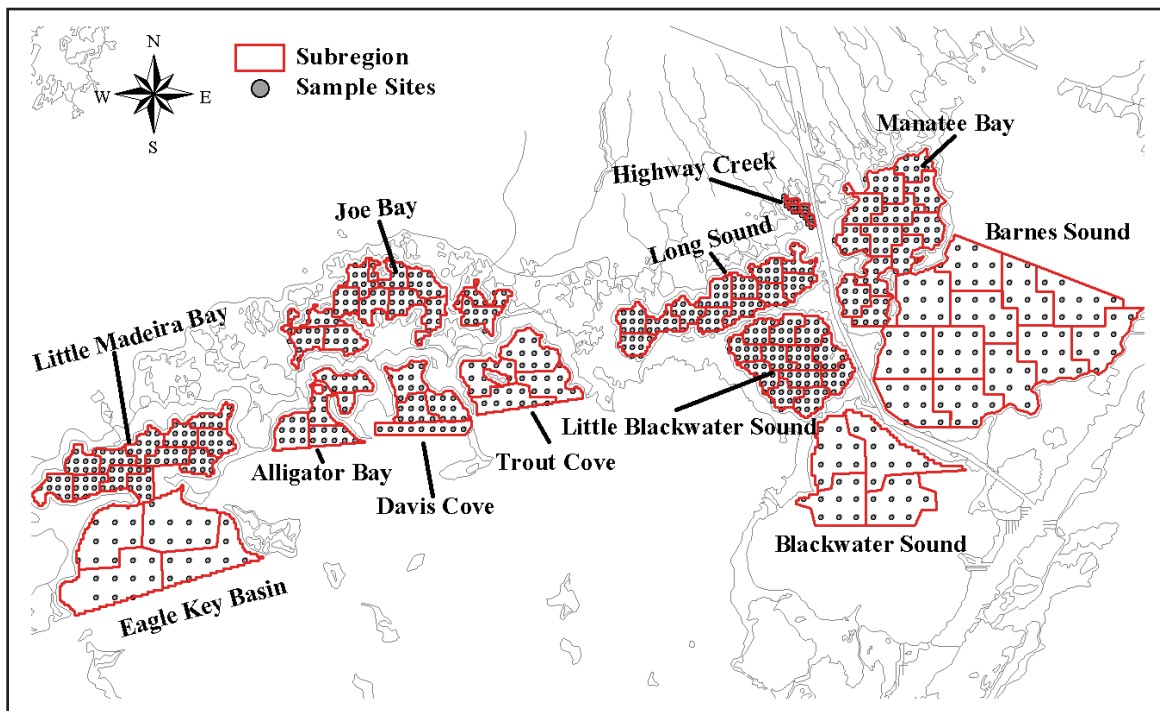 N
W E
S
Subregion
Sample Sites
Manatee Bay
Highway Creek
Joe Bay
Long Sound
Barnes Sound
Little Madeira Bay
Little Blackwater Sound
Trout Cove
Alligator Bay
Davis Cove
Blackwater Sound
Eagle Key Basin